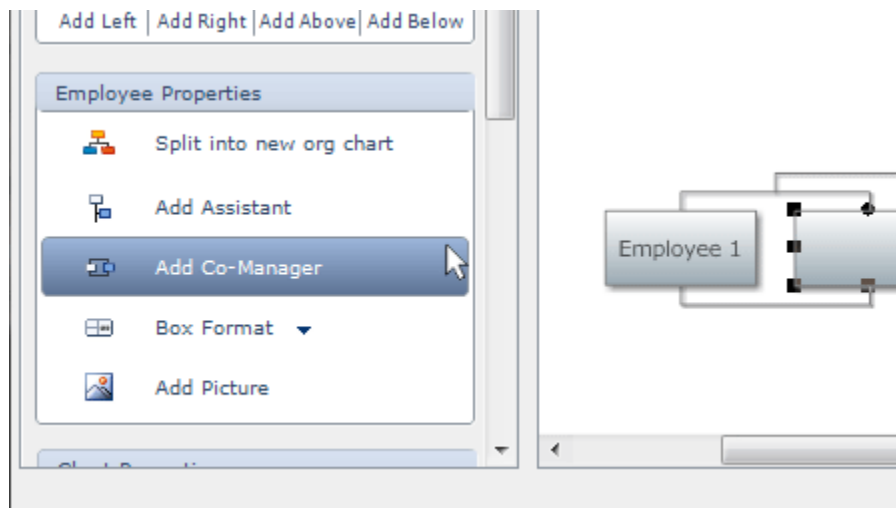 Add Left Add Right Add Above Add Below
Employee Properties
Split into new org chart
Add Assistant
Add Co-Manager
Box Format
Add Picture
Employee 1